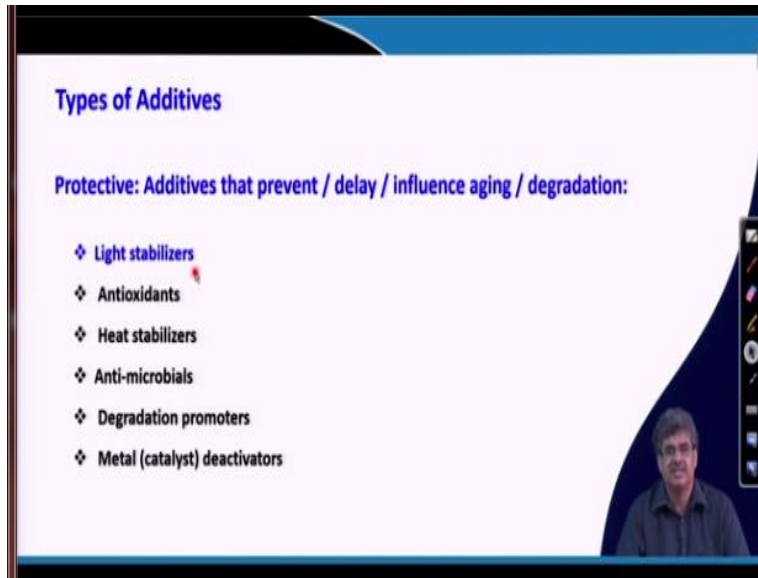 Types of Additives
Protective: Additives that prevent / delay / influence aging / degradation:
❖ Light stabilizers
❖ Antioxidants
❖ Heat stabilizers
❖ Anti-microbials
❖ Degradation promoters
❖ Metal (catalyst) deactivators